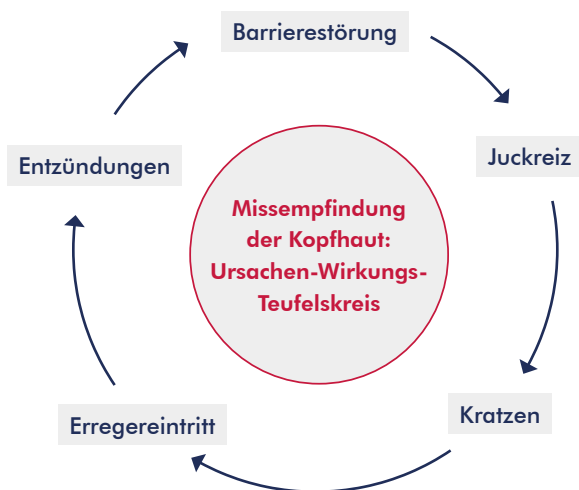 Barrierestörung
Juckreiz
Kratzen
Erregereintritt
Entzündungen
Missempfindung
der Kopfhaut:
Ursachen-Wirkungs-
Teufelskreis